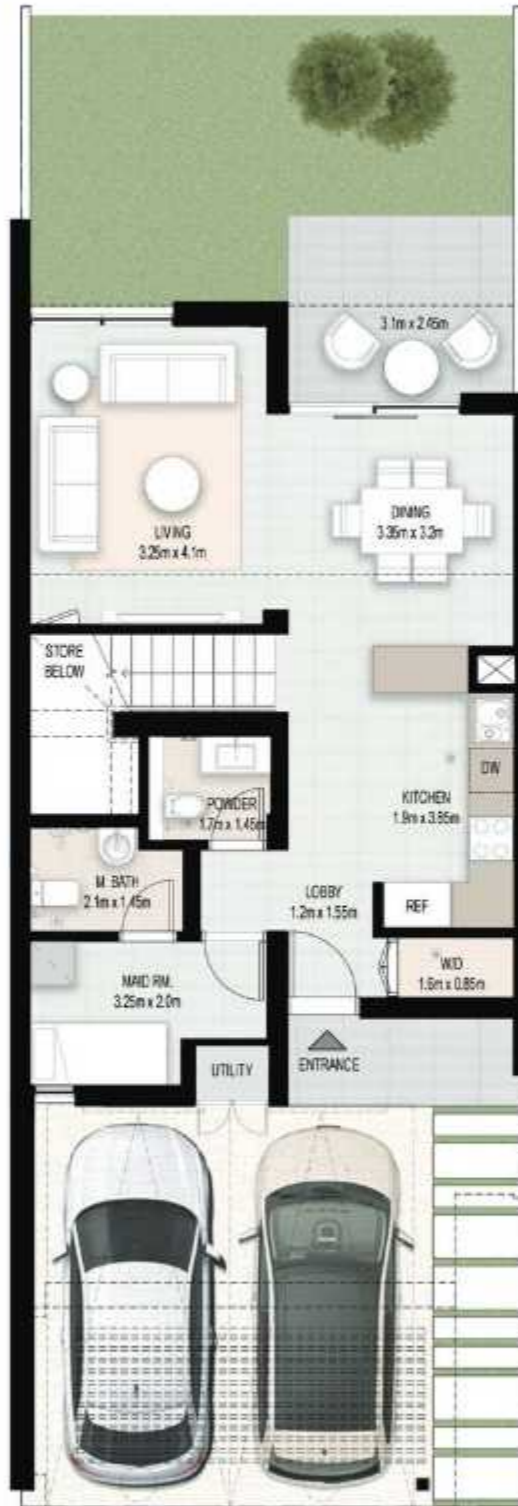 3.1m x 2.45m
LIVING
3.25m x 4.1m
DINING
3.35m x 3.2m
STORE
BELOW
DW
KITCHEN
1.9m x 3.85m
POWDER
1.7m x 1.45m
M. BATH
2.1m x 1.45m
LOBBY
1.2m x 1.55m
REF
MAID RM.
3.25m x 2.0m
W/D
1.6m x 0.85m
UTILITY
ENTRANCE